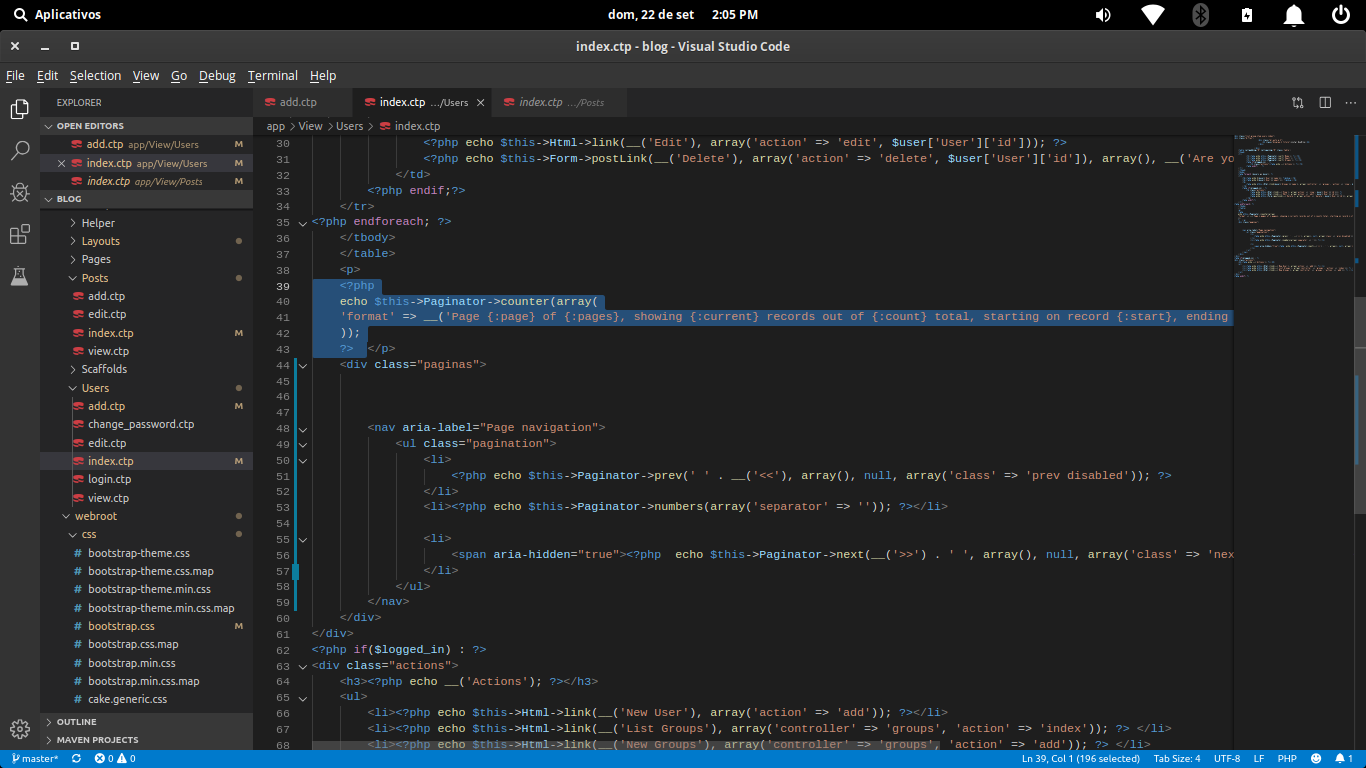 Aplicativos
dom, 22 de set 2:05 PM
index.ctp - blog - Visual Studio Code
File Edit Selection View Go Debug Terminal Help
EXPLORER
OPEN EDITORS
add.ctp app/View/Users M
index.ctp app/View/Users M
index.ctp app/View/Posts M
BLOG
Helper
Layouts
Pages
Posts
add.ctp
edit.ctp
index.ctp M
view.ctp
Scaffolds
Users
add.ctp M
change_password.ctp
edit.ctp
index.ctp M
login.ctp
view.ctp
webroot
css
# bootstrap-theme.css
# bootstrap-theme.css.map
# bootstrap-theme.min.css
# bootstrap-theme.min.css.map
# bootstrap.css M
# bootstrap.css.map
# bootstrap.min.css
# bootstrap.min.css.map
# cake.generic.css
OUTLINE
MAVEN PROJECTS
add.ctp index.ctp .../Users index.ctp .../Posts
app > View > Users > index.ctp
30 <?php echo $this->Html->link(__('Edit'), array('action' => 'edit', $user['User']['id'])); ?>
31 <?php echo $this->Form->postLink(__('Delete'), array('action' => 'delete', $user['User']['id']), array(), __('Are yo
32 </td>
33 <?php endif;?>
34 </tr>
35 <?php endforeach; ?>
36 </tbody>
37 </table>
38 <p>
39 <?php
40 echo $this->Paginator->counter(array(
41 'format' => __('Page {:page} of {:pages}, showing {:current} records out of {:count} total, starting on record {:start}, ending
42 ));
43 ?> </p>
44 <div class="paginas">
45
46
47
48 <nav aria-label="Page navigation">
49 <ul class="pagination">
50 <li>
51 <?php echo $this->Paginator->prev(' ' . __('<<'), array(), null, array('class' => 'prev disabled')); ?>
52 </li>
53 <li><?php echo $this->Paginator->numbers(array('separator' => '')); ?></li>
54
55 <li>
56 <span aria-hidden="true"><?php echo $this->Paginator->next(__('>>') . ' ', array(), null, array('class' => 'nex
57 </li>
58 </ul>
59 </nav>
60 </div>
61 </div>
62 <?php if($logged_in) : ?>
63 <div class="actions">
64 <h3><?php echo __('Actions'); ?></h3>
65 <ul>
66 <li><?php echo $this->Html->link(__('New User'), array('action' => 'add')); ?></li>
67 <li><?php echo $this->Html->link(__('List Groups'), array('controller' => 'groups', 'action' => 'index')); ?> </li>
68 <li><?php echo $this->Html->link(__('New Groups'), array('controller' => 'groups', 'action' => 'add')); ?> </li>
master* 0 0 Ln 39, Col 1 (196 selected) Tab Size: 4 UTF-8 LF PHP 1